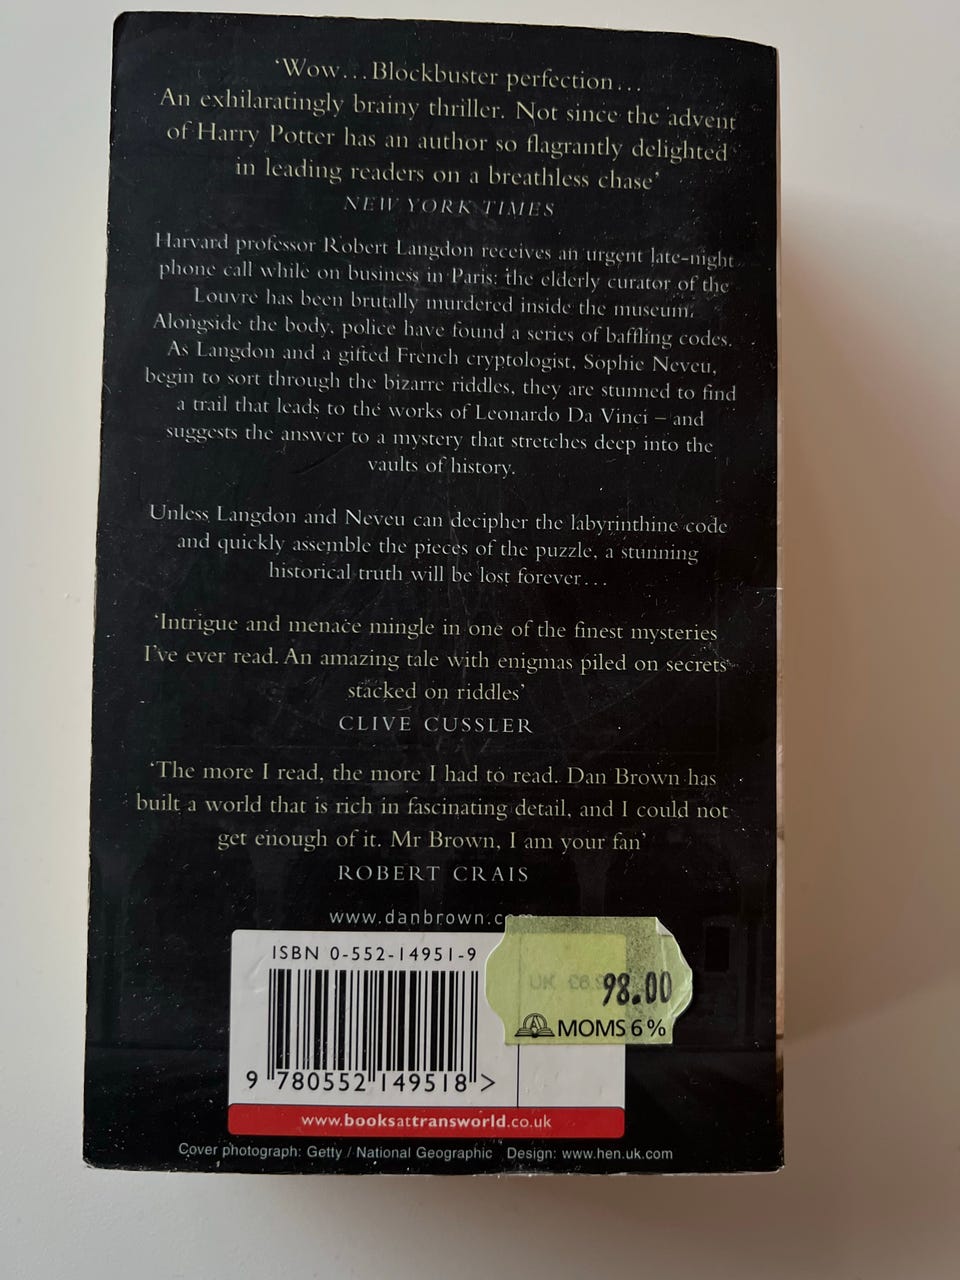 ‘Wow... Blockbuster perfection...
An exhilaratingly brainy thriller. Not since the advent
of Harry Potter has an author so flagrantly delighted
in leading readers on a breathless chase’
NEW YORK TIMES
Harvard professor Robert Langdon receives an urgent late-night
phone call while on business in Paris: the elderly curator of the
Louvre has been brutally murdered inside the museum.
Alongside the body, police have found a series of baffling codes.
As Langdon and a gifted French cryptologist, Sophie Neveu,
begin to sort through the bizarre riddles, they are stunned to find
a trail that leads to the works of Leonardo Da Vinci – and
suggests the answer to a mystery that stretches deep into the
vaults of history.
Unless Langdon and Neveu can decipher the labyrinthine code
and quickly assemble the pieces of the puzzle, a stunning
historical truth will be lost forever...
‘Intrigue and menace mingle in one of the finest mysteries
I’ve ever read. An amazing tale with enigmas piled on secrets
stacked on riddles’
CLIVE CUSSLER
‘The more I read, the more I had to read. Dan Brown has
built a world that is rich in fascinating detail, and I could not
get enough of it. Mr Brown, I am your fan’
ROBERT CRAIS
www.danbrown.com
ISBN 0-552-14951-9
UK
98.00
MOMS 6%
9 780552 149518 >
www.booksattransworld.co.uk
Cover photograph: Getty / National Geographic Design: www.hen.uk.com